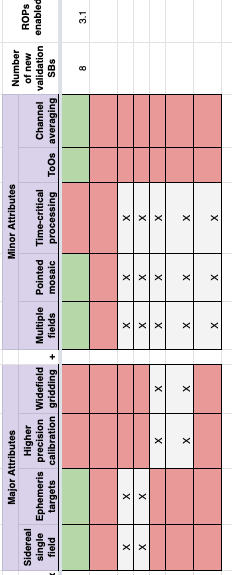 Major Attributes
Minor Attributes
Sidereal
single
field
Ephemeris
targets
Higher
precision
calibration
Widefield
gridding
+
Multiple
fields
Pointed
mosaic
Time-critical
processing
ToOs
Channel
averaging
Number
of new
validation
SBs
ROPs
enabled
8 3.1
x x x x x
x x x x x
x x x x x
x x x x x
x x x